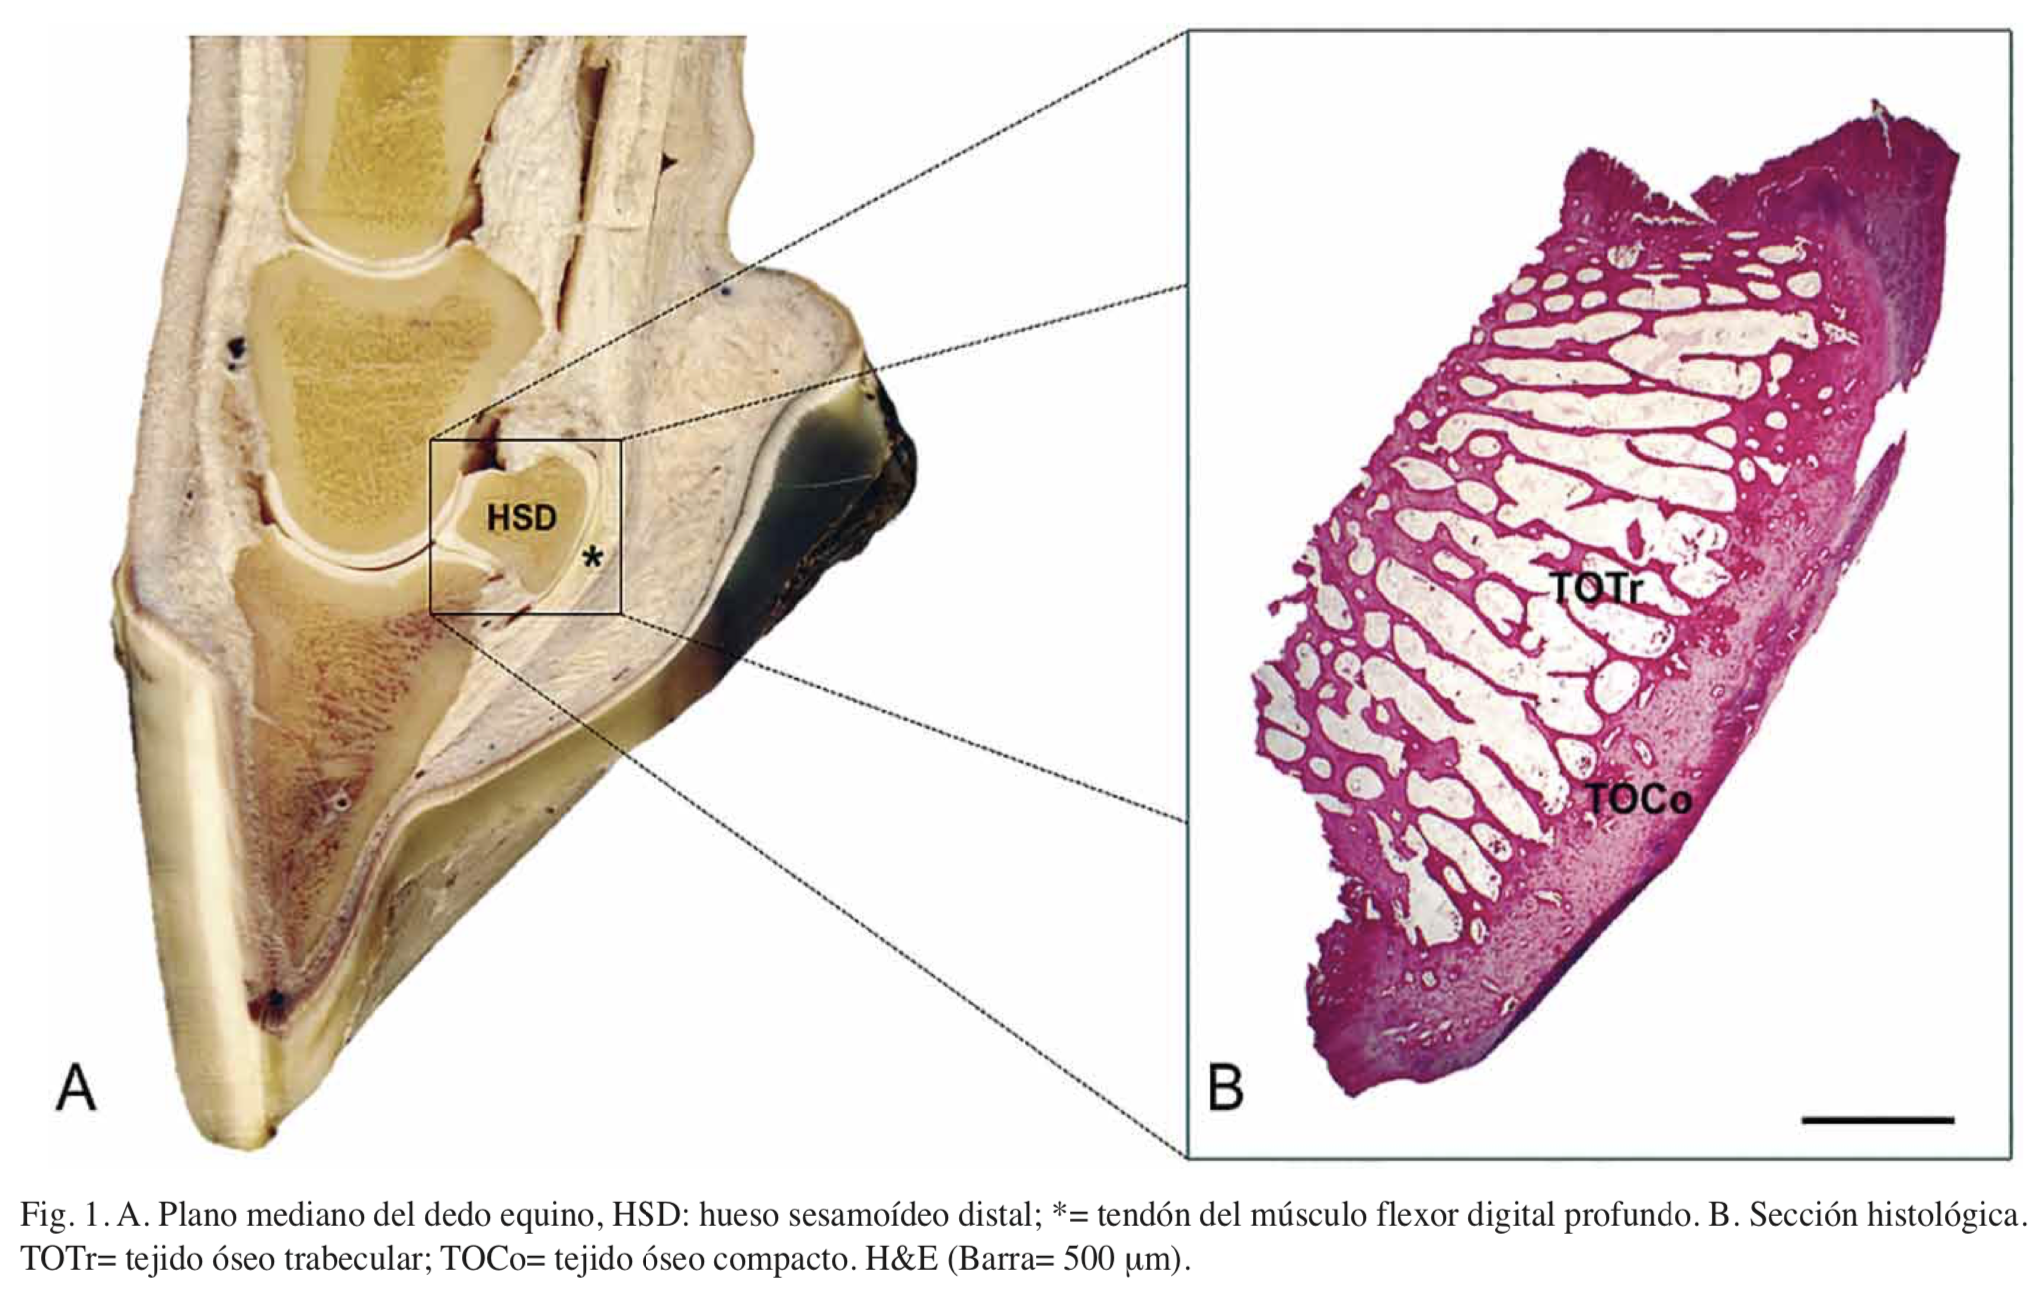 HSD
*
A
TOTr
TOCo
B
Fig. 1. A. Plano mediano del dedo equino, HSD: hueso sesamoídeo distal; *= tendón del músculo flexor digital profundo. B. Sección histológica.
TOTr= tejido óseo trabecular; TOCo= tejido óseo compacto. H&E (Barra= 500 μm).